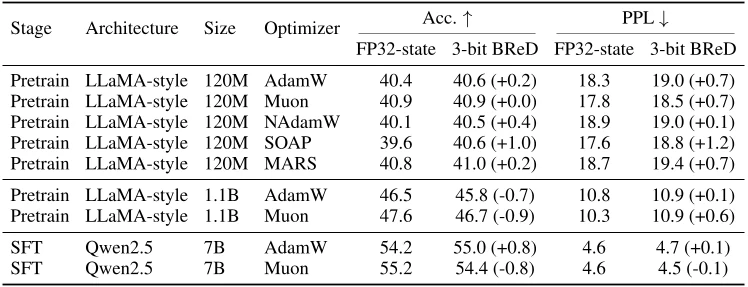 Stage Architecture Size Optimizer Acc. ↑ PPL ↓
FP32-state 3-bit BReD FP32-state 3-bit BReD
Pretrain LLaMA-style 120M AdamW 40.4 40.6 (+0.2) 18.3 19.0 (+0.7)
Pretrain LLaMA-style 120M Muon 40.9 40.9 (+0.0) 17.8 18.5 (+0.7)
Pretrain LLaMA-style 120M NAdamW 40.1 40.5 (+0.4) 18.9 19.0 (+0.1)
Pretrain LLaMA-style 120M SOAP 39.6 40.6 (+1.0) 17.6 18.8 (+1.2)
Pretrain LLaMA-style 120M MARS 40.8 41.0 (+0.2) 18.7 19.4 (+0.7)
Pretrain LLaMA-style 1.1B AdamW 46.5 45.8 (-0.7) 10.8 10.9 (+0.1)
Pretrain LLaMA-style 1.1B Muon 47.6 46.7 (-0.9) 10.3 10.9 (+0.6)
SFT Qwen2.5 7B AdamW 54.2 55.0 (+0.8) 4.6 4.7 (+0.1)
SFT Qwen2.5 7B Muon 55.2 54.4 (-0.8) 4.6 4.5 (-0.1)